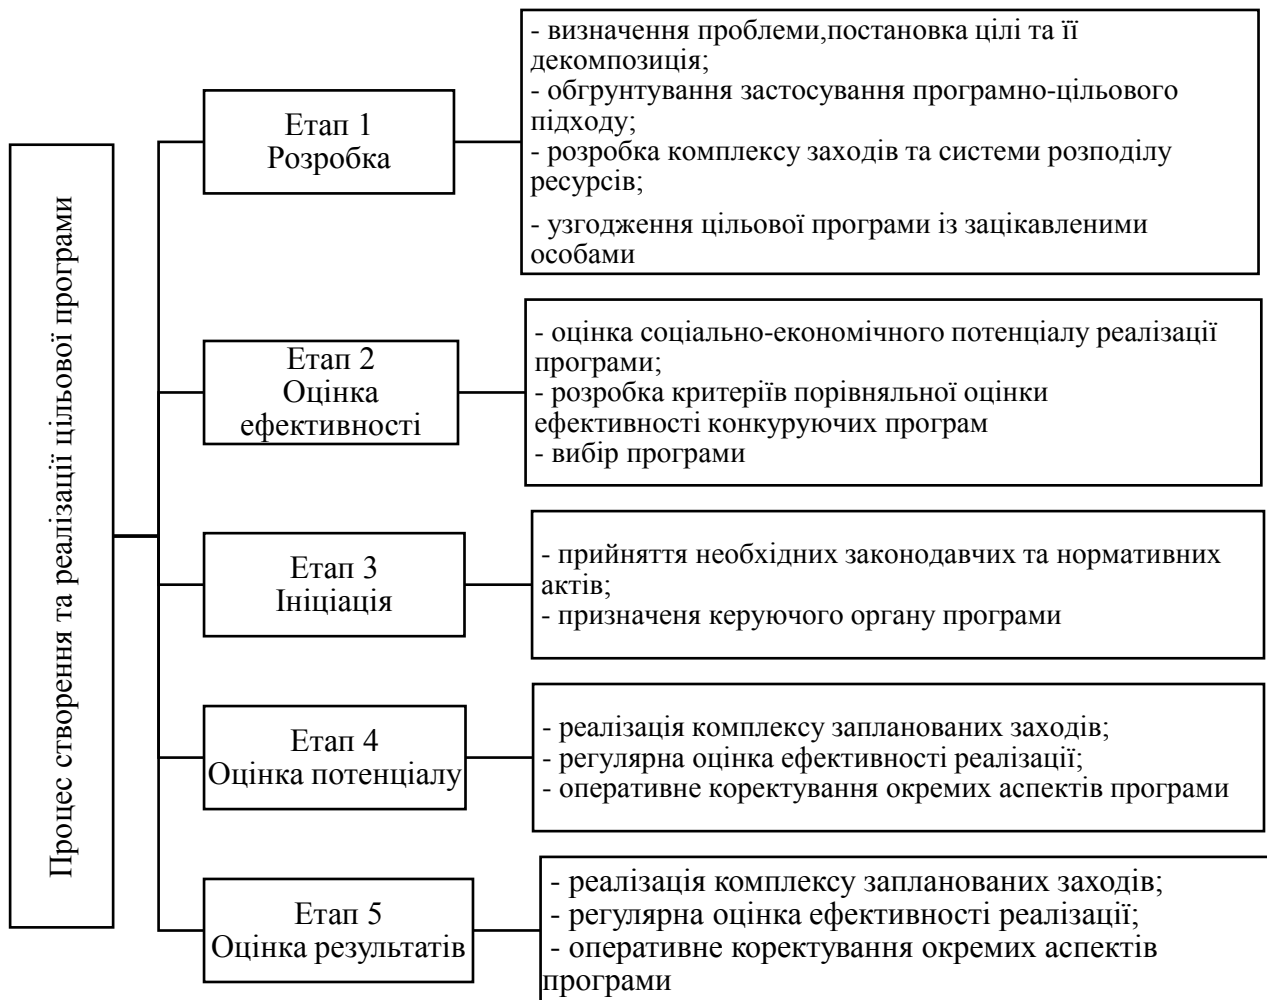 Процес створення та реалізації цільової програми
Етап 1
Розробка
- визначення проблеми,постановка цілі та її
декомпозиція;
- обгрунтування застосування програмно-цільового
підходу;
- розробка комплексу заходів та системи розподілу
ресурсів;
- узгодження цільової програми із зацікавленими
особами
Етап 2
Оцінка
ефективності
- оцінка соціально-економічного потенціалу реалізації
програми;
- розробка критеріїв порівняльної оцінки
ефективності конкуруючих програм
- вибір програми
Етап 3
Ініціація
- прийняття необхідних законодавчих та нормативних
актів;
- призначеня керуючого органу програми
Етап 4
Оцінка потенціалу
- реалізація комплексу запланованих заходів;
- регулярна оцінка ефективності реалізації;
- оперативне коректування окремих аспектів програми
Етап 5
Оцінка результатів
- реалізація комплексу запланованих заходів;
- регулярна оцінка ефективності реалізації;
- оперативне коректування окремих аспектів
програми